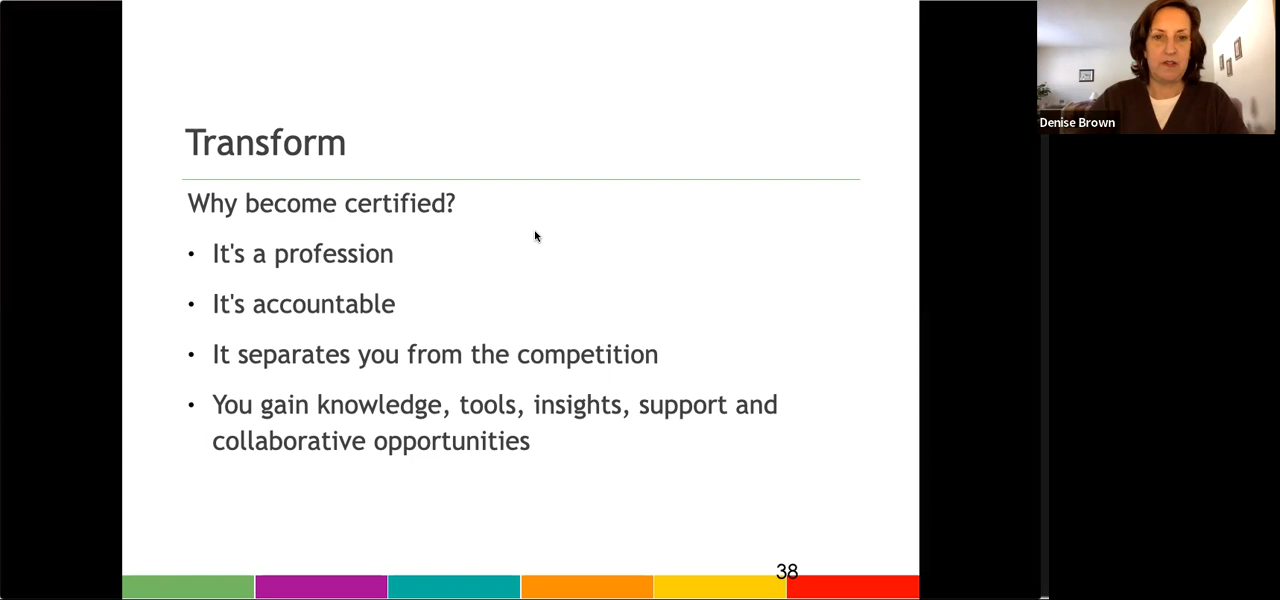 Transform
Why become certified?
• It's a profession
• It's accountable
• It separates you from the competition
• You gain knowledge, tools, insights, support and
collaborative opportunities
38
Denise Brown